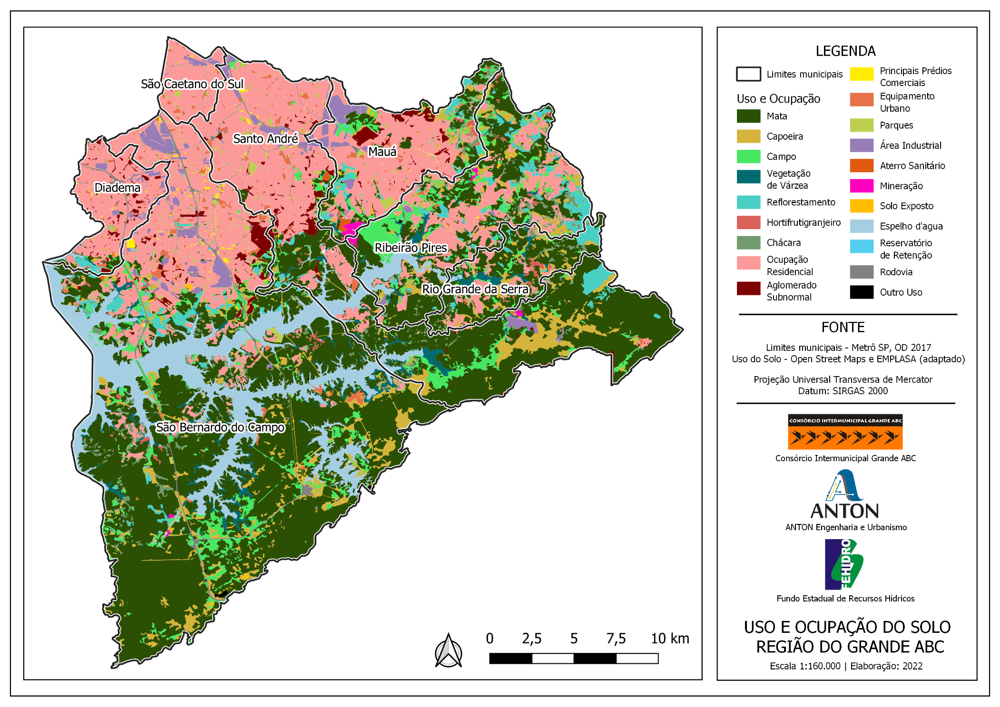 São Caetano do Sul
Santo André
Mauá
Diadema
Ribeirão Pires
Rio Grande da Serra
São Bernardo do Campo
0 2,5 5 7,5 10 km
LEGENDA
Limites municipais
Uso e Ocupação
Mata
Capoeira
Campo
Vegetação
de Várzea
Reflorestamento
Hortifrutigranjeiro
Chácara
Ocupação
Residencial
Aglomerado
Subnormal
Principais Prédios
Comerciais
Equipamento
Urbano
Parques
Área Industrial
Aterro Sanitário
Mineração
Solo Exposto
Espelho d'agua
Reservatório
de Retenção
Rodovia
Outro Uso
FONTE
Limites municipais - Metrô SP, OD 2017
Uso do Solo - Open Street Maps e EMPLASA (adaptado)
Projeção Universal Transversa de Mercator
Datum: SIRGAS 2000
CONSÓRCIO INTERMUNICIPAL GRANDE ABC
Consórcio Intermunicipal Grande ABC
ANTON
ANTON Engenharia e Urbanismo
FEHIDRO
Fundo Estadual de Recursos Hídricos
USO E OCUPAÇÃO DO SOLO
REGIÃO DO GRANDE ABC
Escala 1:160.000 | Elaboração: 2022